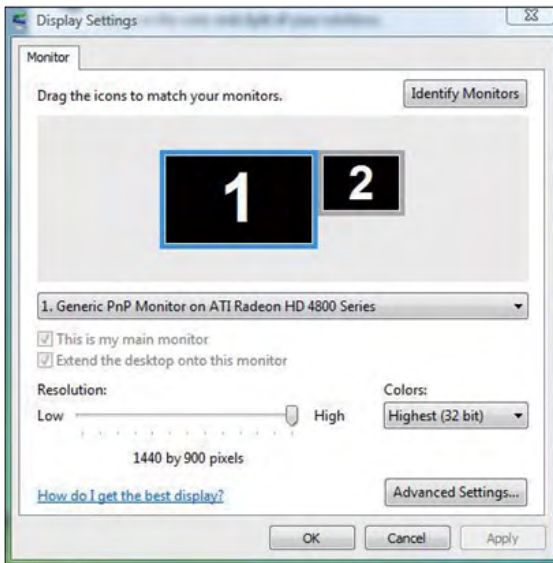 Display Settings
Monitor
Drag the icons to match your monitors.
Identify Monitors
1
2
1. Generic PnP Monitor on ATI Radeon HD 4800 Series
This is my main monitor
Extend the desktop onto this monitor
Resolution:
Colors:
Low
High
Highest (32 bit)
1440 by 900 pixels
How do I get the best display?
Advanced Settings...
OK
Cancel
Apply